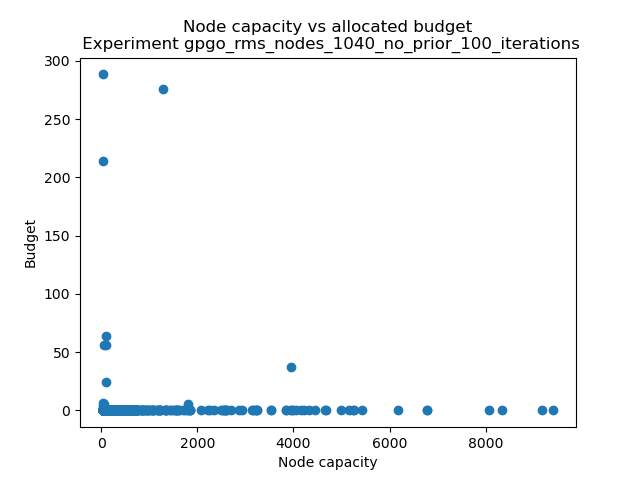 Node capacity vs allocated budget
Experiment gpgo_rms_nodes_1040_no_prior_100_iterations
300
250
200
150
100
50
0
Budget
0 2000 4000 6000 8000
Node capacity